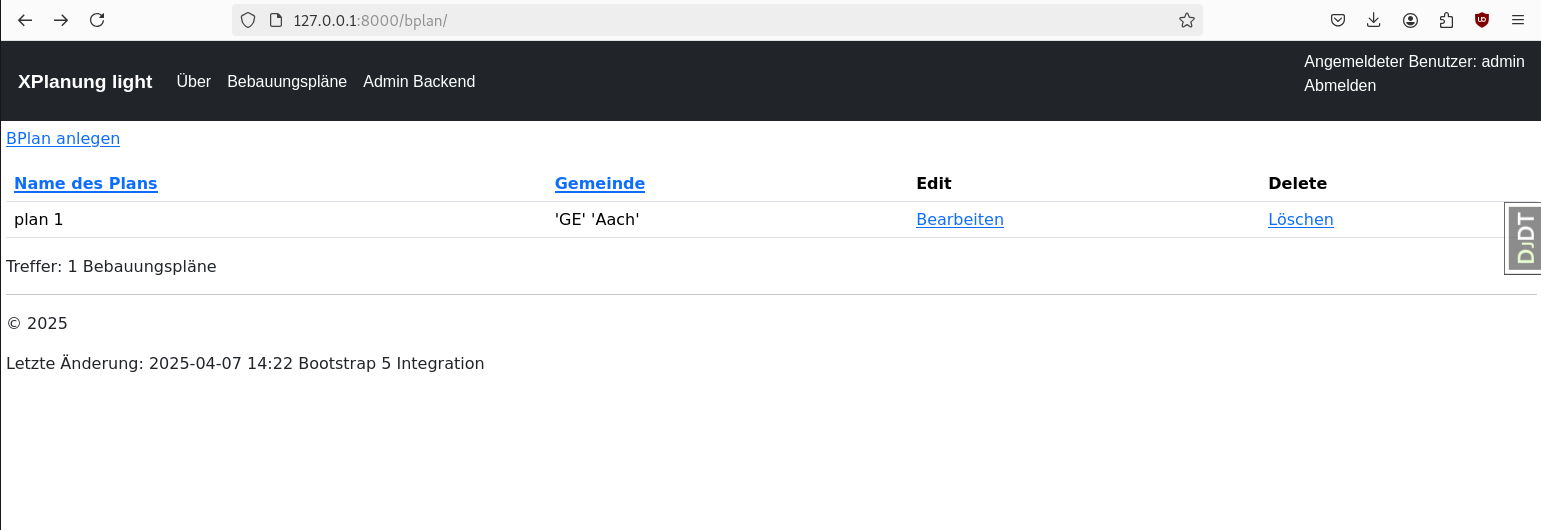 127.0.0.1:8000/bplan/
XPlanung light Über Bebauungspläne Admin Backend
Angemeldeter Benutzer: admin
Abmelden
BPlan anlegen
Name des Plans Gemeinde Edit Delete
plan 1 'GE' 'Aach' Bearbeiten Löschen
DJDT
Treffer: 1 Bebauungspläne
© 2025
Letzte Änderung: 2025-04-07 14:22 Bootstrap 5 Integration